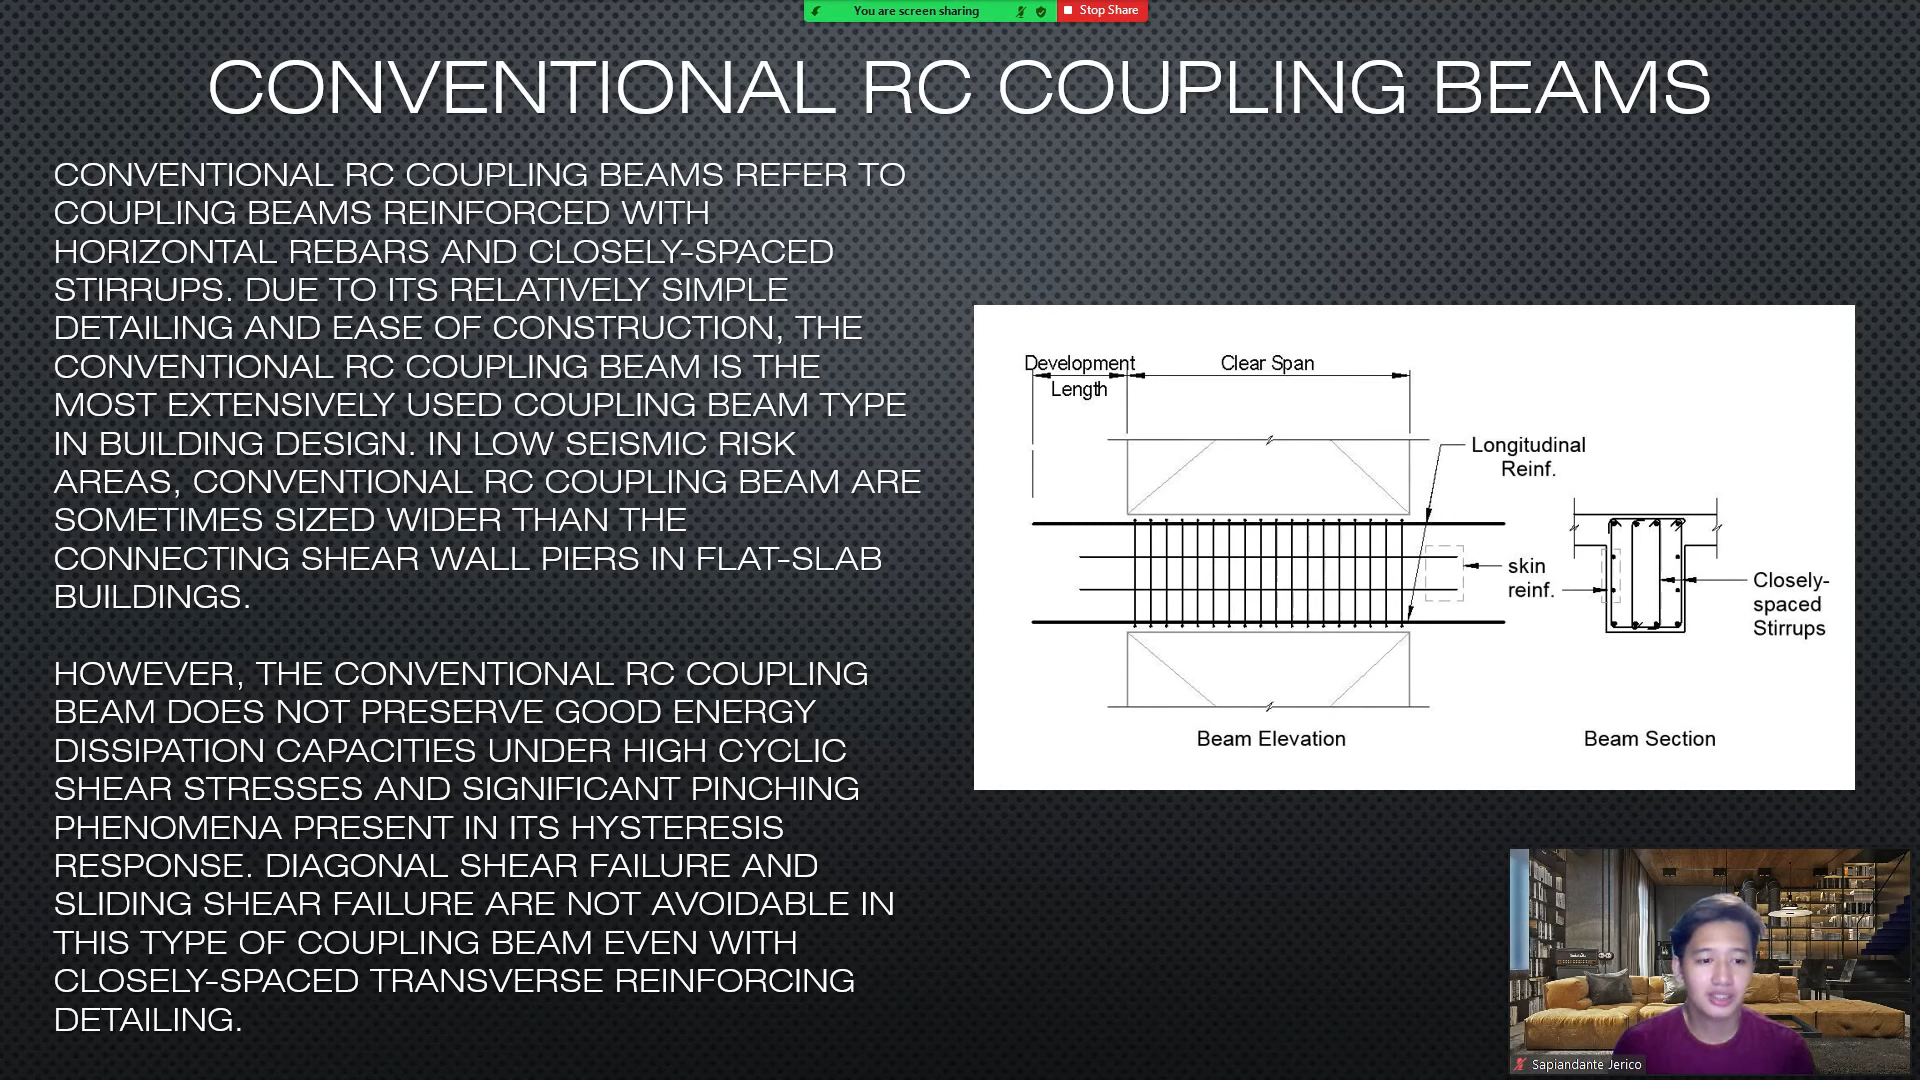 You are screen sharing
Stop Share
CONVENTIONAL RC COUPLING BEAMS
CONVENTIONAL RC COUPLING BEAMS REFER TO
COUPLING BEAMS REINFORCED WITH
HORIZONTAL REBARS AND CLOSELY-SPACED
STIRRUPS. DUE TO ITS RELATIVELY SIMPLE
DETAILING AND EASE OF CONSTRUCTION, THE
CONVENTIONAL RC COUPLING BEAM IS THE
MOST EXTENSIVELY USED COUPLING BEAM TYPE
IN BUILDING DESIGN. IN LOW SEISMIC RISK
AREAS, CONVENTIONAL RC COUPLING BEAM ARE
SOMETIMES SIZED WIDER THAN THE
CONNECTING SHEAR WALL PIERS IN FLAT-SLAB
BUILDINGS.
HOWEVER, THE CONVENTIONAL RC COUPLING
BEAM DOES NOT PRESERVE GOOD ENERGY
DISSIPATION CAPACITIES UNDER HIGH CYCLIC
SHEAR STRESSES AND SIGNIFICANT PINCHING
PHENOMENA PRESENT IN ITS HYSTERESIS
RESPONSE. DIAGONAL SHEAR FAILURE AND
SLIDING SHEAR FAILURE ARE NOT AVOIDABLE IN
THIS TYPE OF COUPLING BEAM EVEN WITH
CLOSELY-SPACED TRANSVERSE REINFORCING
DETAILING.
Development
Length
Clear Span
Longitudinal
Reinf.
skin
reinf.
Closely-
spaced
Stirrups
Beam Elevation
Beam Section
Sapiandante Jerico